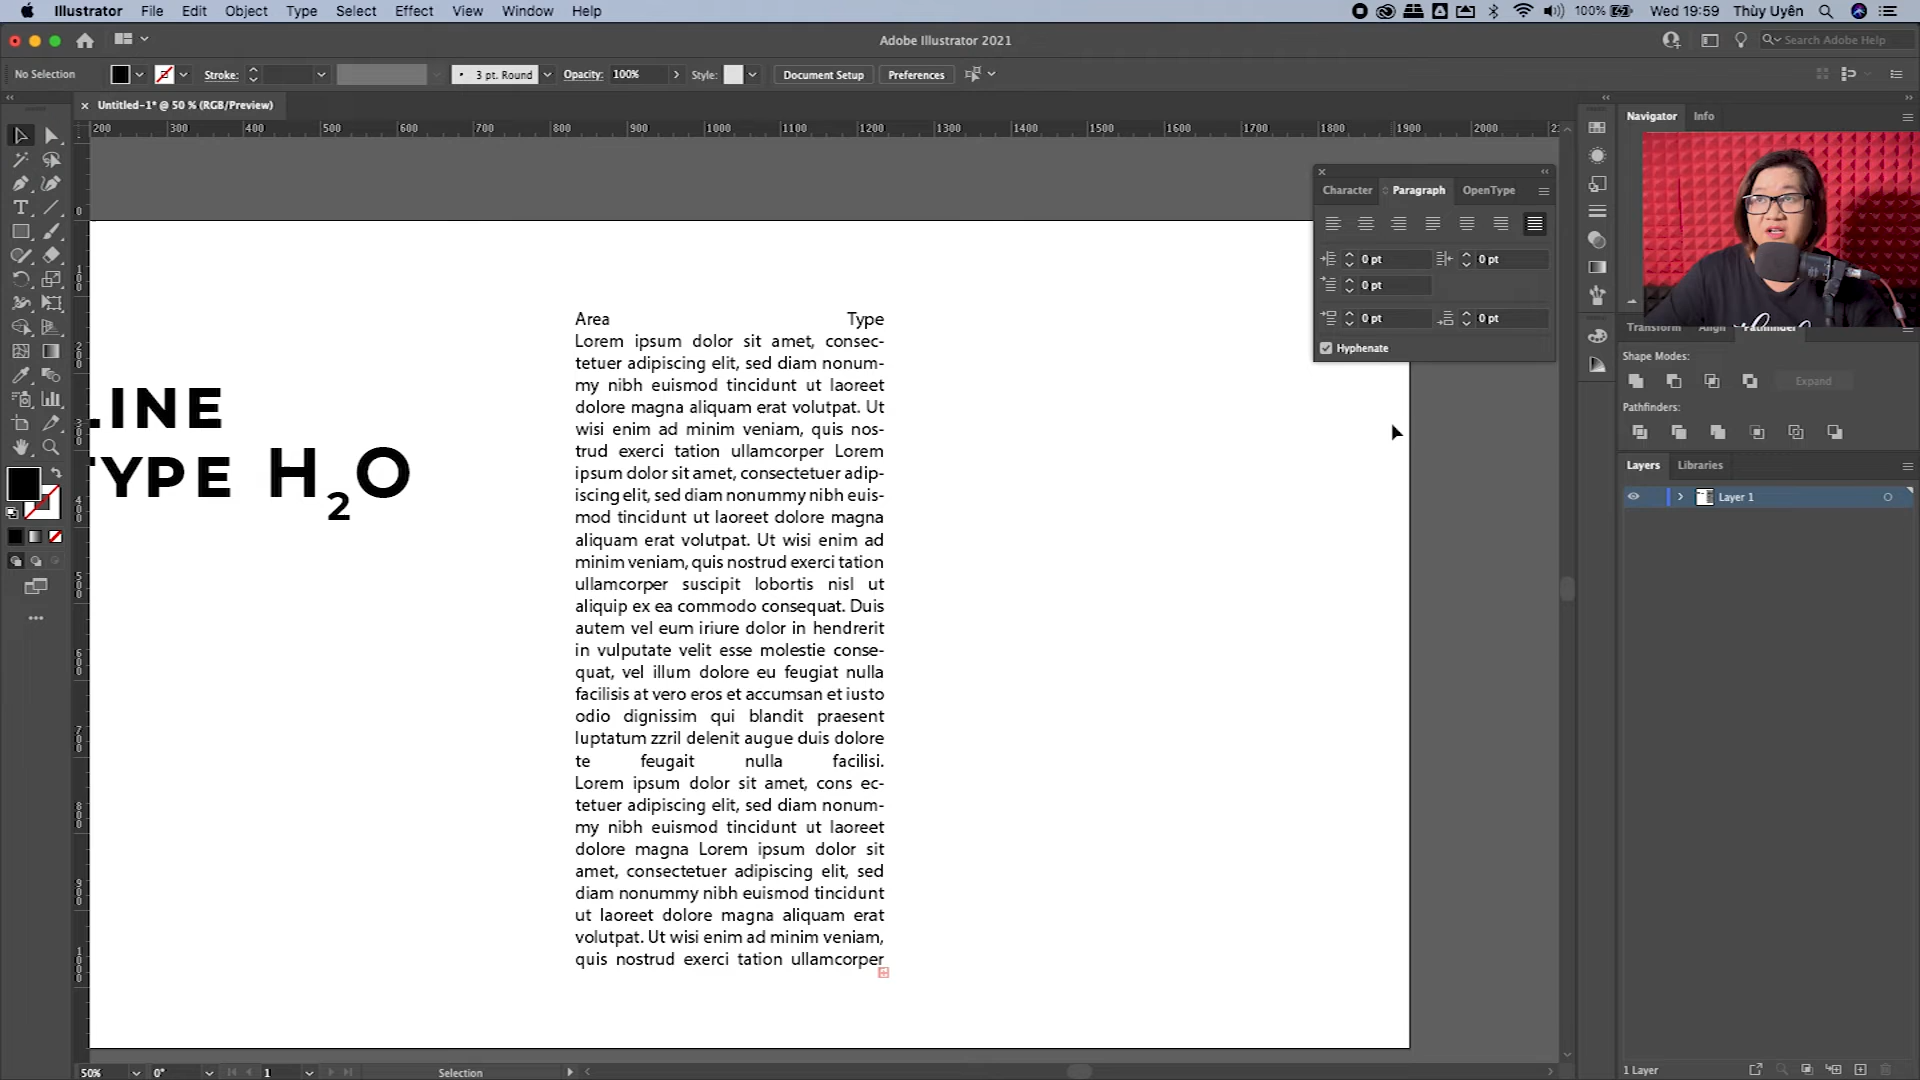 Illustrator File Edit Object Type Select Effect View Window Help
100% Wed 19:59 Thùy Uyên
Adobe Illustrator 2021
Search Adobe Help
No Selection Stroke: 3 pt. Round Opacity: 100% Style: Document Setup Preferences
Untitled-1* @ 50 % (RGB/Preview)
200 300 400 500 600 700 800 900 1000 1100 1200 1300 1400 1500 1600 1700 1800 1900 2000
Navigator Info
Character Paragraph OpenType
0 pt 0 pt
0 pt
0 pt 0 pt
Hyphenate
Transform Align Pathfinder
Shape Modes:
Expand
Pathfinders:
Layers Libraries
Layer 1
LINE
TYPE H2O
Area Type
Lorem ipsum dolor sit amet, consec-
tetuer adipiscing elit, sed diam nonum-
my nibh euismod tincidunt ut laoreet
dolore magna aliquam erat volutpat. Ut
wisi enim ad minim veniam, quis nos-
trud exerci tation ullamcorper Lorem
ipsum dolor sit amet, consectetuer adip-
iscing elit, sed diam nonummy nibh euis-
mod tincidunt ut laoreet dolore magna
aliquam erat volutpat. Ut wisi enim ad
minim veniam, quis nostrud exerci tation
ullamcorper suscipit lobortis nisl ut
aliquip ex ea commodo consequat. Duis
autem vel eum iriure dolor in hendrerit
in vulputate velit esse molestie conse-
quat, vel illum dolore eu feugiat nulla
facilisis at vero eros et accumsan et iusto
odio dignissim qui blandit praesent
luptatum zzril delenit augue duis dolore
te feugait nulla facilisi.
Lorem ipsum dolor sit amet, cons ec-
tetuer adipiscing elit, sed diam nonum-
my nibh euismod tincidunt ut laoreet
dolore magna Lorem ipsum dolor sit
amet, consectetuer adipiscing elit, sed
diam nonummy nibh euismod tincidunt
ut laoreet dolore magna aliquam erat
volutpat. Ut wisi enim ad minim veniam,
quis nostrud exerci tation ullamcorper
50% 0° 1 Selection
1 Layer